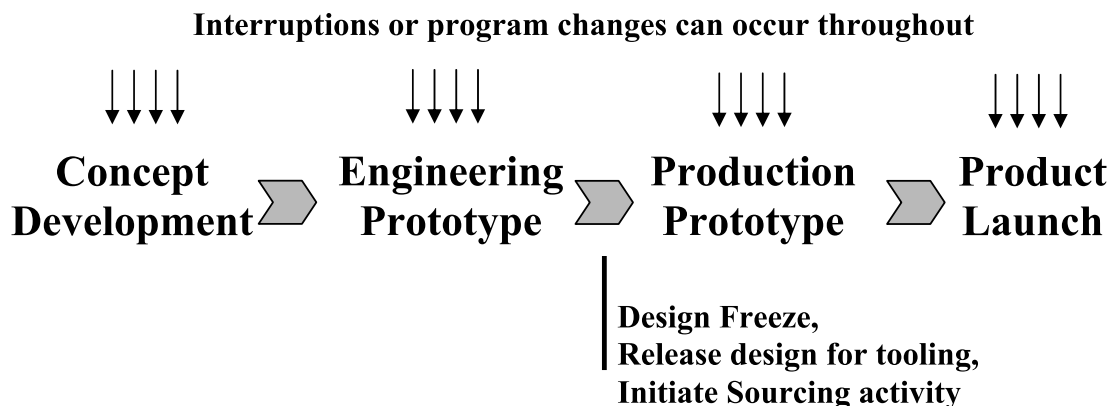 Interruptions or program changes can occur throughout
Concept
Development
Engineering
Prototype
Production
Prototype
Product
Launch
Design Freeze,
Release design for tooling,
Initiate Sourcing activity